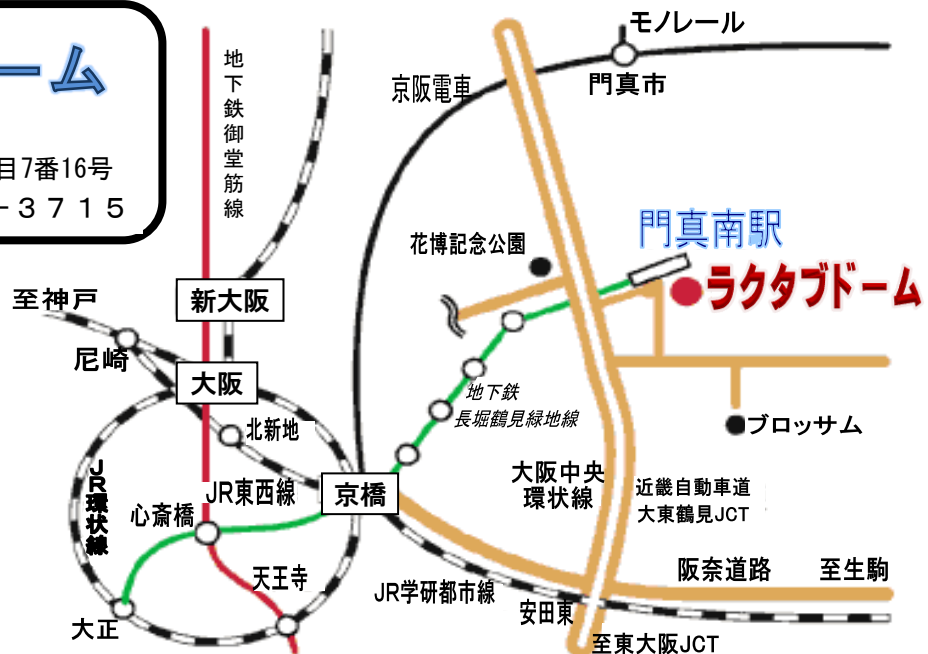 ーム
目7番16号
-３７１５
モノレール
門真市
京阪電車
地下鉄御堂筋線
門真南駅
花博記念公園
ラクタブドーム
新大阪
至神戸
尼崎
大阪
地下鉄
長堀鶴見緑地線
北新地
ブロッサム
JR環状線
JR東西線
京橋
大阪中央
環状線
近畿自動車道
大東鶴見JCT
心斎橋
天王寺
阪奈道路
至生駒
JR学研都市線
安田東
大正
至東大阪JCT